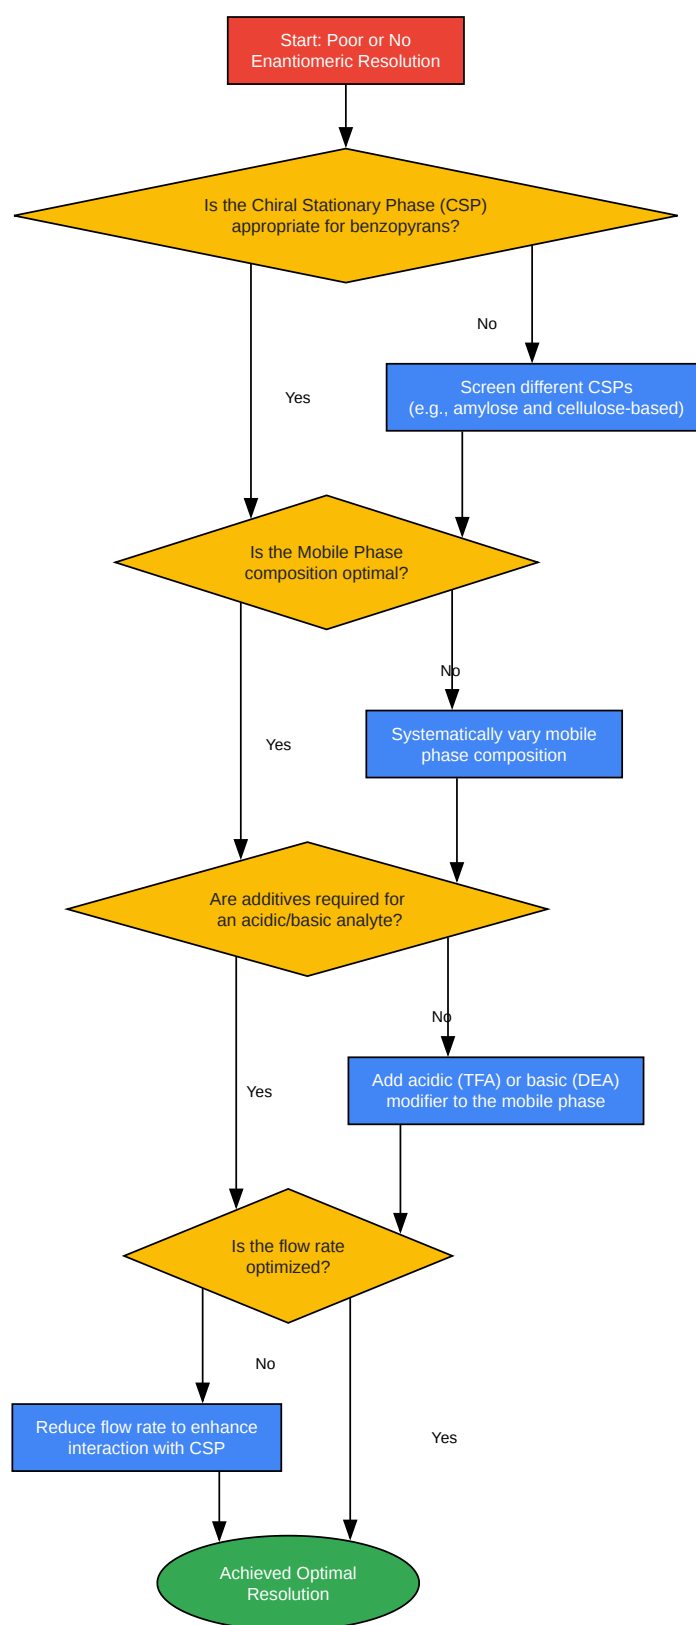 Start: Poor or No
Enantiomeric Resolution
Is the Chiral Stationary Phase (CSP)
appropriate for benzopyrans?
No
Yes
Screen different CSPs
(e.g., amylose and cellulose-based)
Is the Mobile Phase
composition optimal?
No
Yes
Systematically vary mobile
phase composition
Are additives required for
an acidic/basic analyte?
No
Yes
Add acidic (TFA) or basic (DEA)
modifier to the mobile phase
Is the flow rate
optimized?
No
Yes
Reduce flow rate to enhance
interaction with CSP
Achieved Optimal
Resolution